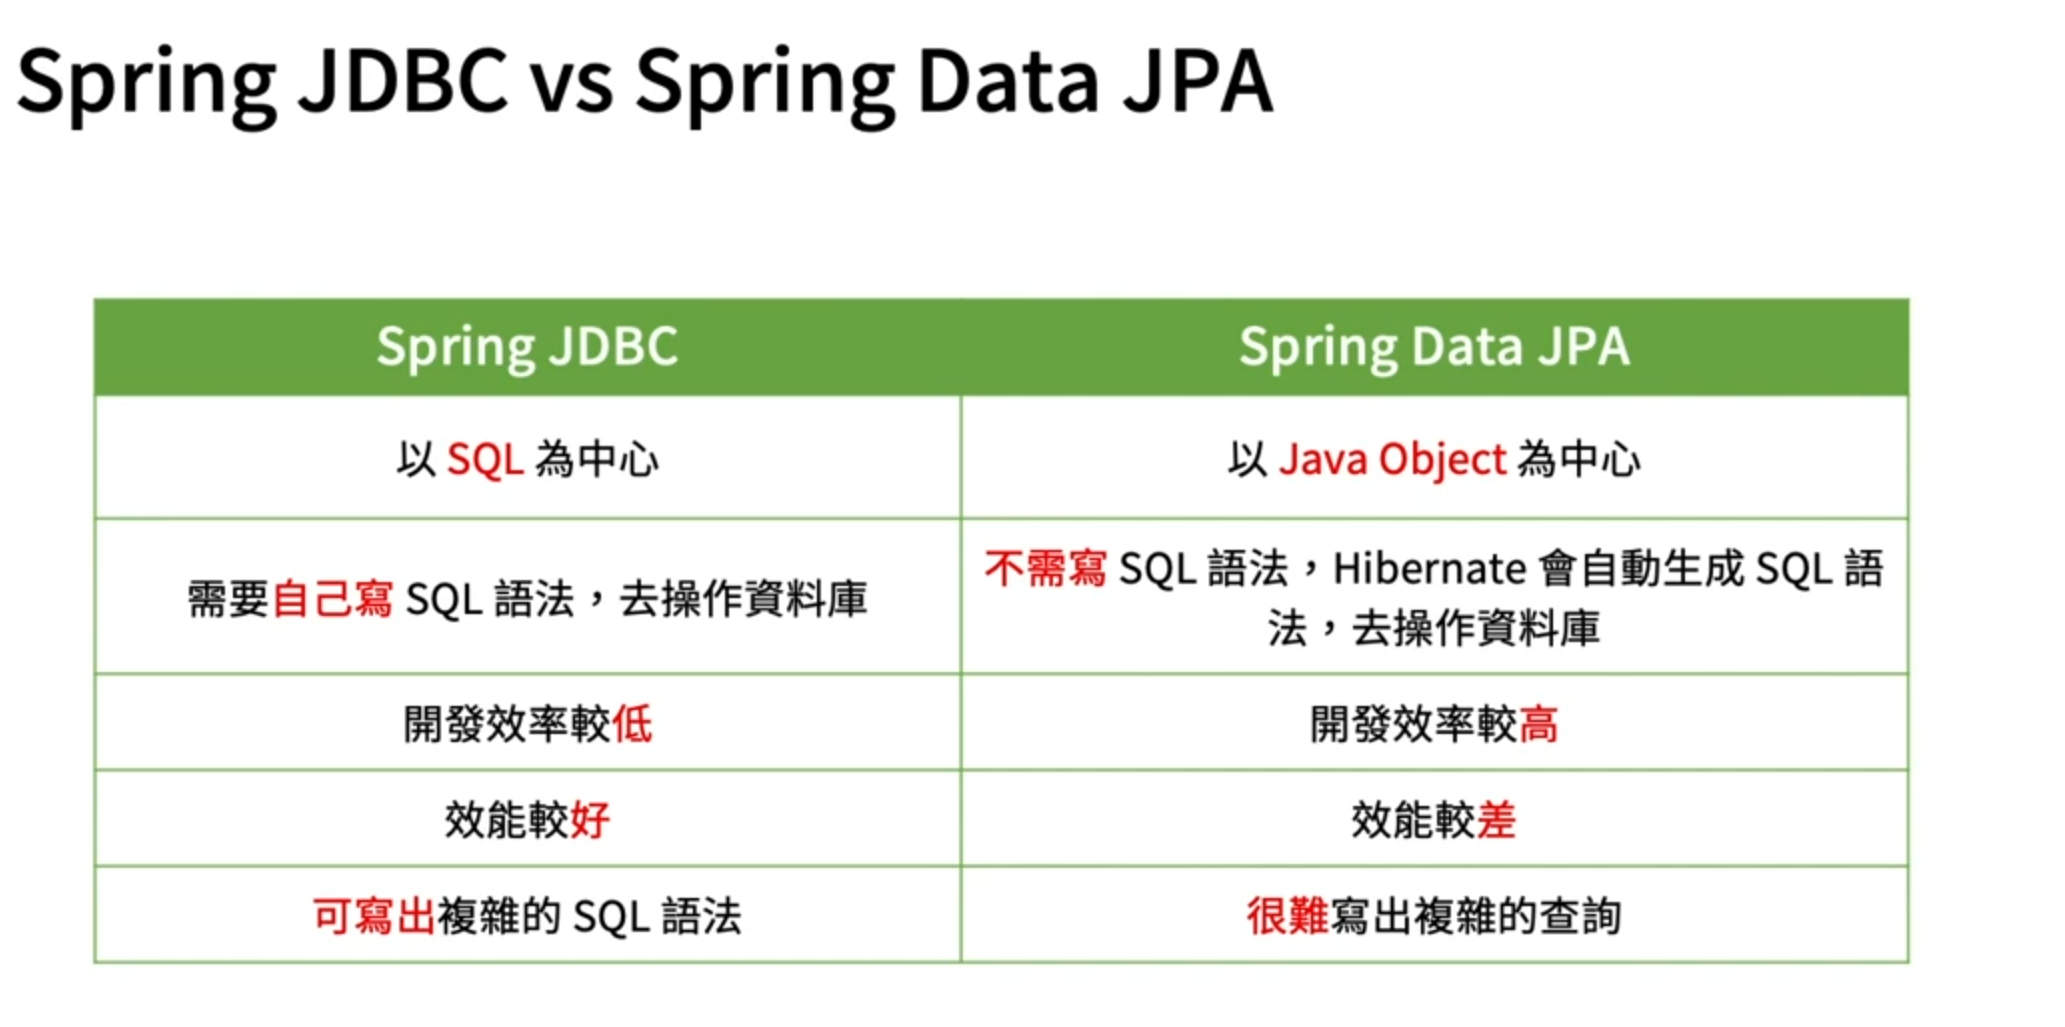 Spring JDBC vs Spring Data JPA
Spring JDBC
Spring Data JPA
以 SQL 為中心
以 Java Object 為中心
需要自己寫 SQL 語法，去操作資料庫
不需寫 SQL 語法，Hibernate 會自動生成 SQL 語
法，去操作資料庫
開發效率較低
開發效率較高
效能較好
效能較差
可寫出複雜的 SQL 語法
很難寫出複雜的查詢